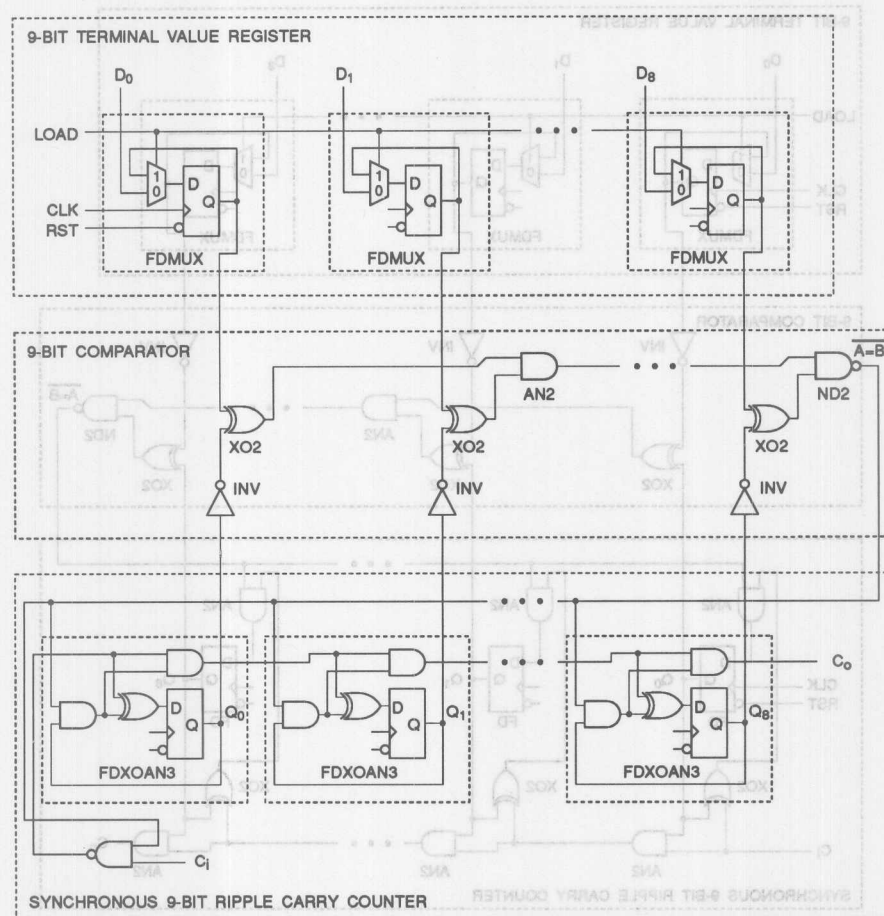 9-BIT TERMINAL VALUE REGISTER
D0 D1 D8
LOAD
1 0 D Q
1 0 D Q
1 0 D Q
CLK
RST
FDMUX FDMUX FDMUX
9-BIT COMPARATOR
A=B
AN2 ND2
XO2 XO2 XO2
INV INV INV
Co
D Q Q0
D Q Q1
D Q Q8
FDXOAN3 FDXOAN3 FDXOAN3
Ci
SYNCHRONOUS 9-BIT RIPPLE CARRY COUNTER